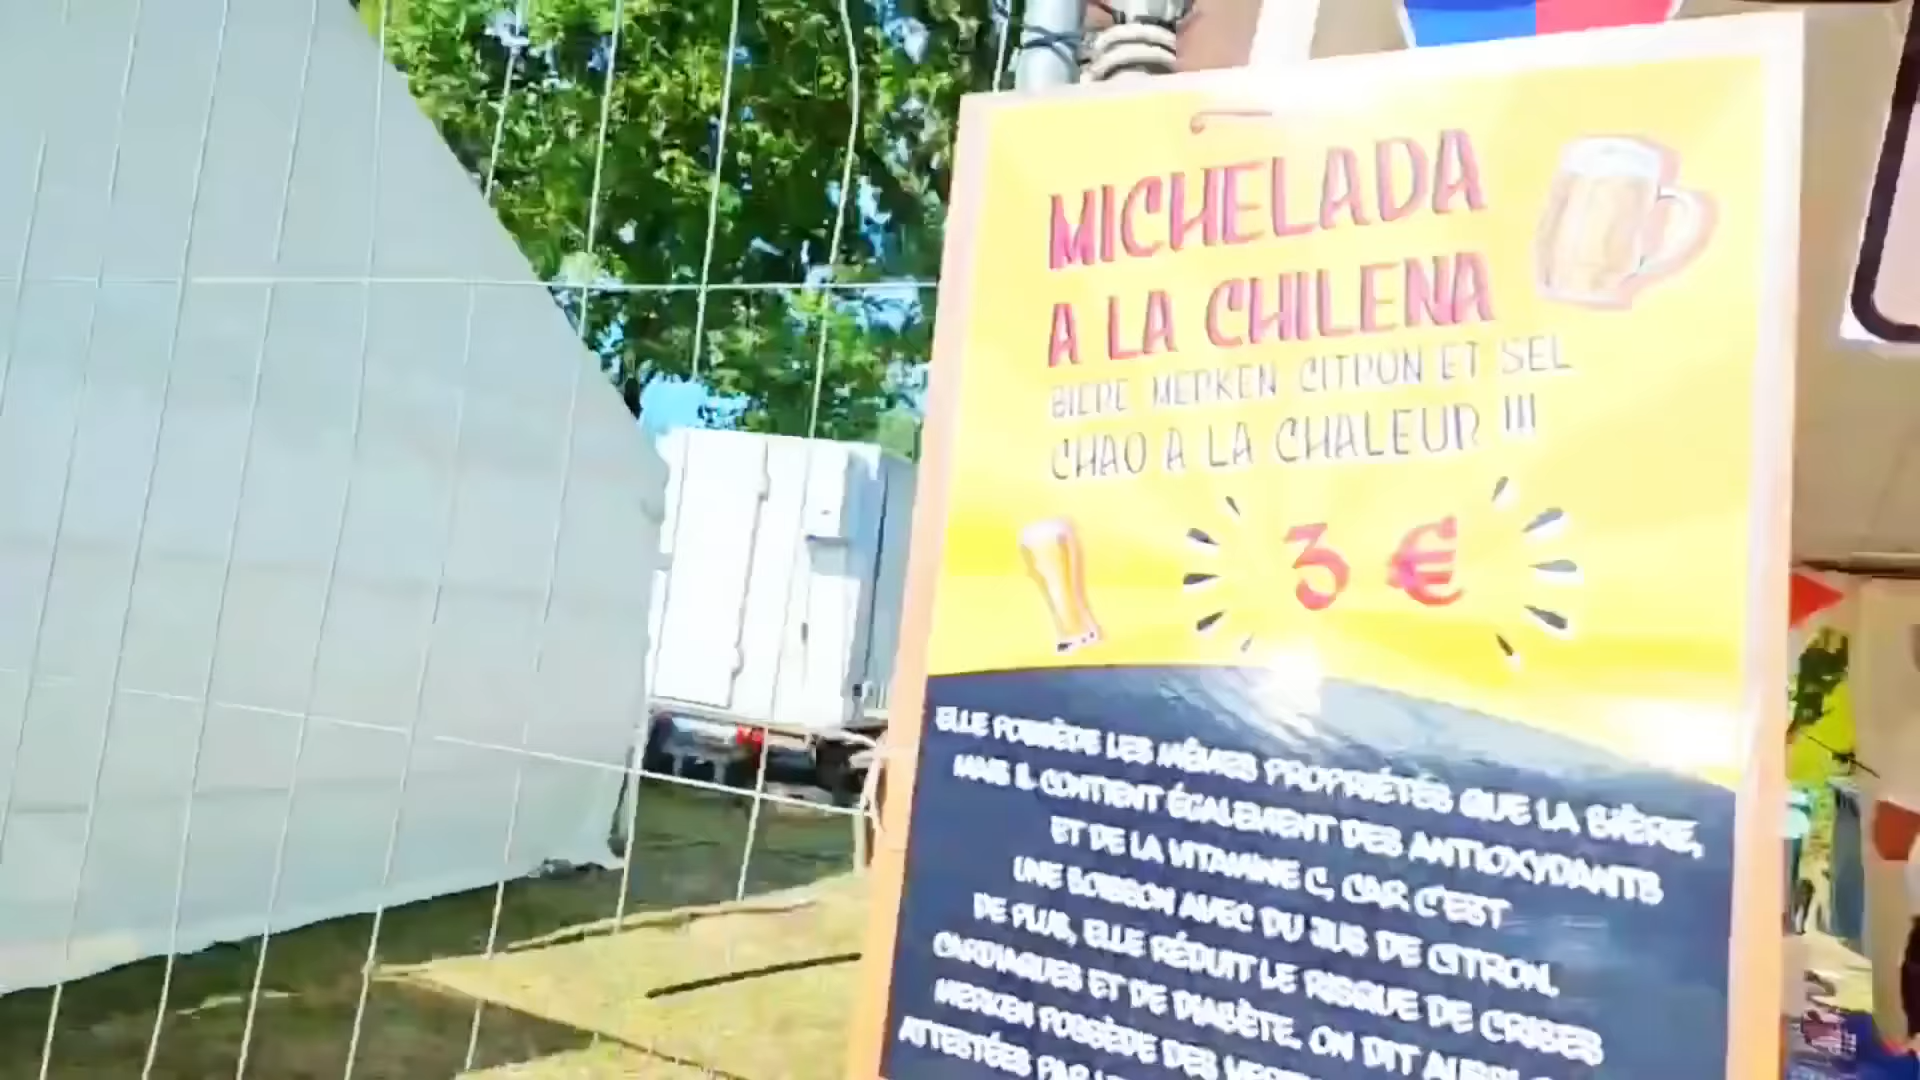 MICHELADA
A LA CHILENA
BIERE MERKEN CITRON ET SEL
CHAO A LA CHALEUR !!!
3 €
ELLE POSSÈDE LES MÊMES PROPRIÉTÉS QUE LA BIÈRE,
MAIS IL CONTIENT ÉGALEMENT DES ANTIOXYDANTS
ET DE LA VITAMINE C, CAR C'EST
UNE BOISSON AVEC DU JUS DE CITRON.
DE PLUS, ELLE RÉDUIT LE RISQUE DE CRISES
CARDIAQUES ET DE DIABÈTE. ON DIT AUSSI
MERKEN POSSÈDE DES
ATTESTÉES PAR